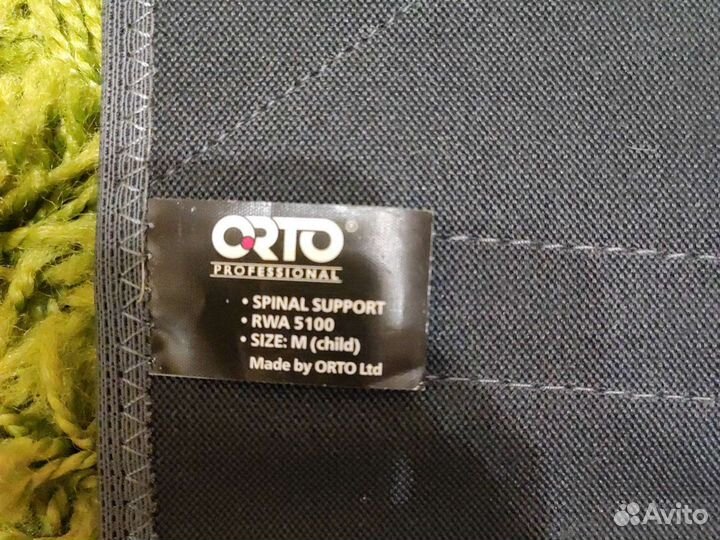 ORTO®
PROFESSIONAL
• SPINAL SUPPORT
• RWA 5100
• SIZE: M (child)
Made by ORTO Ltd
Avito